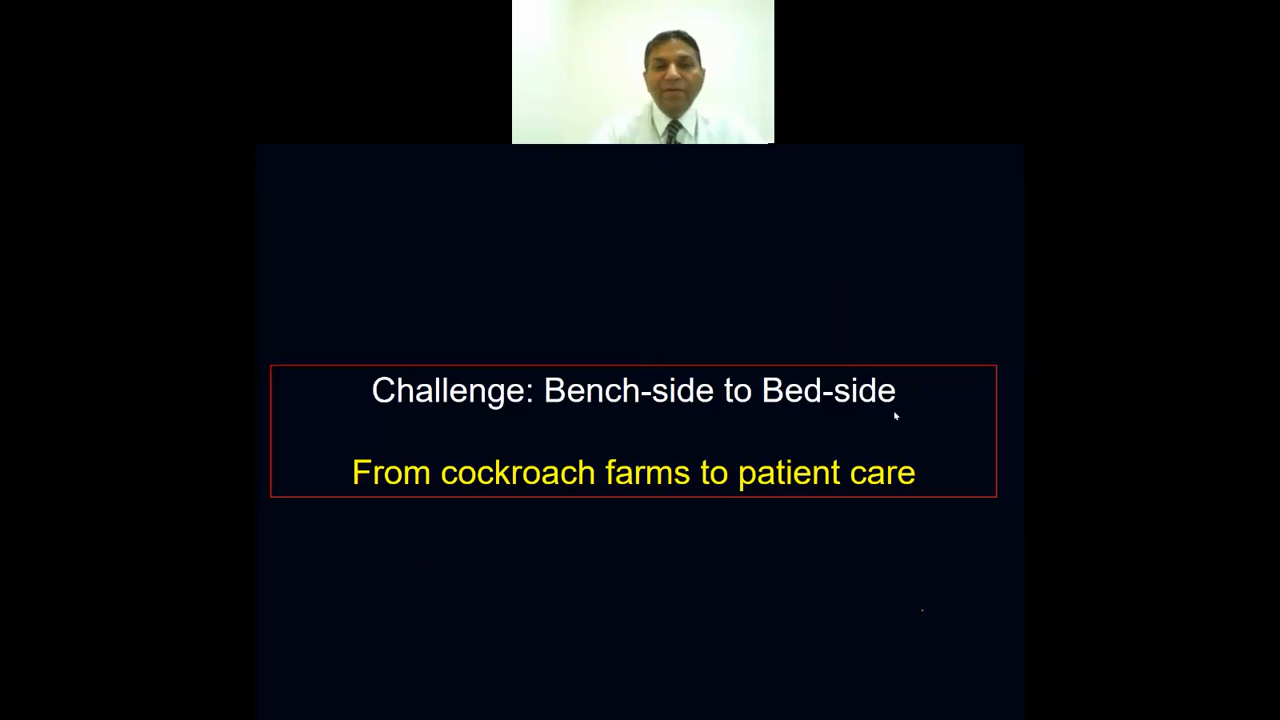 Challenge: Bench-side to Bed-side
From cockroach farms to patient care